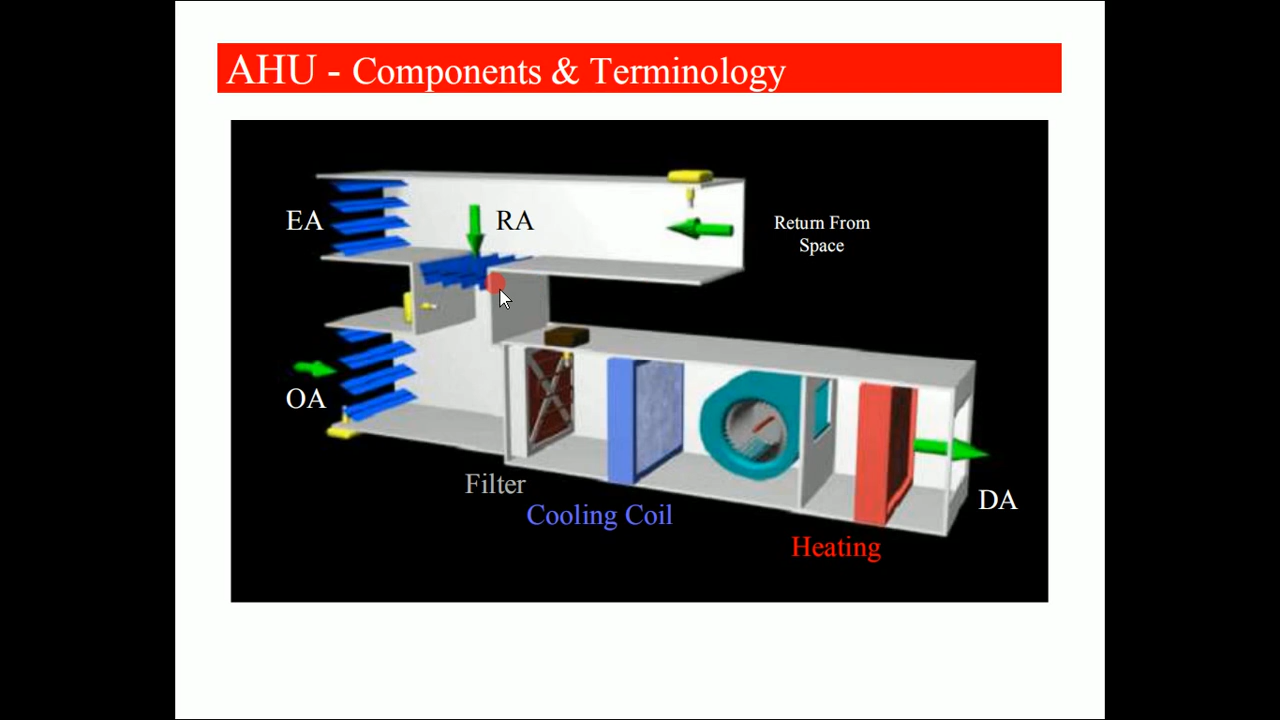 AHU - Components & Terminology
EA
RA
Return From
Space
OA
Filter
Cooling Coil
DA
Heating